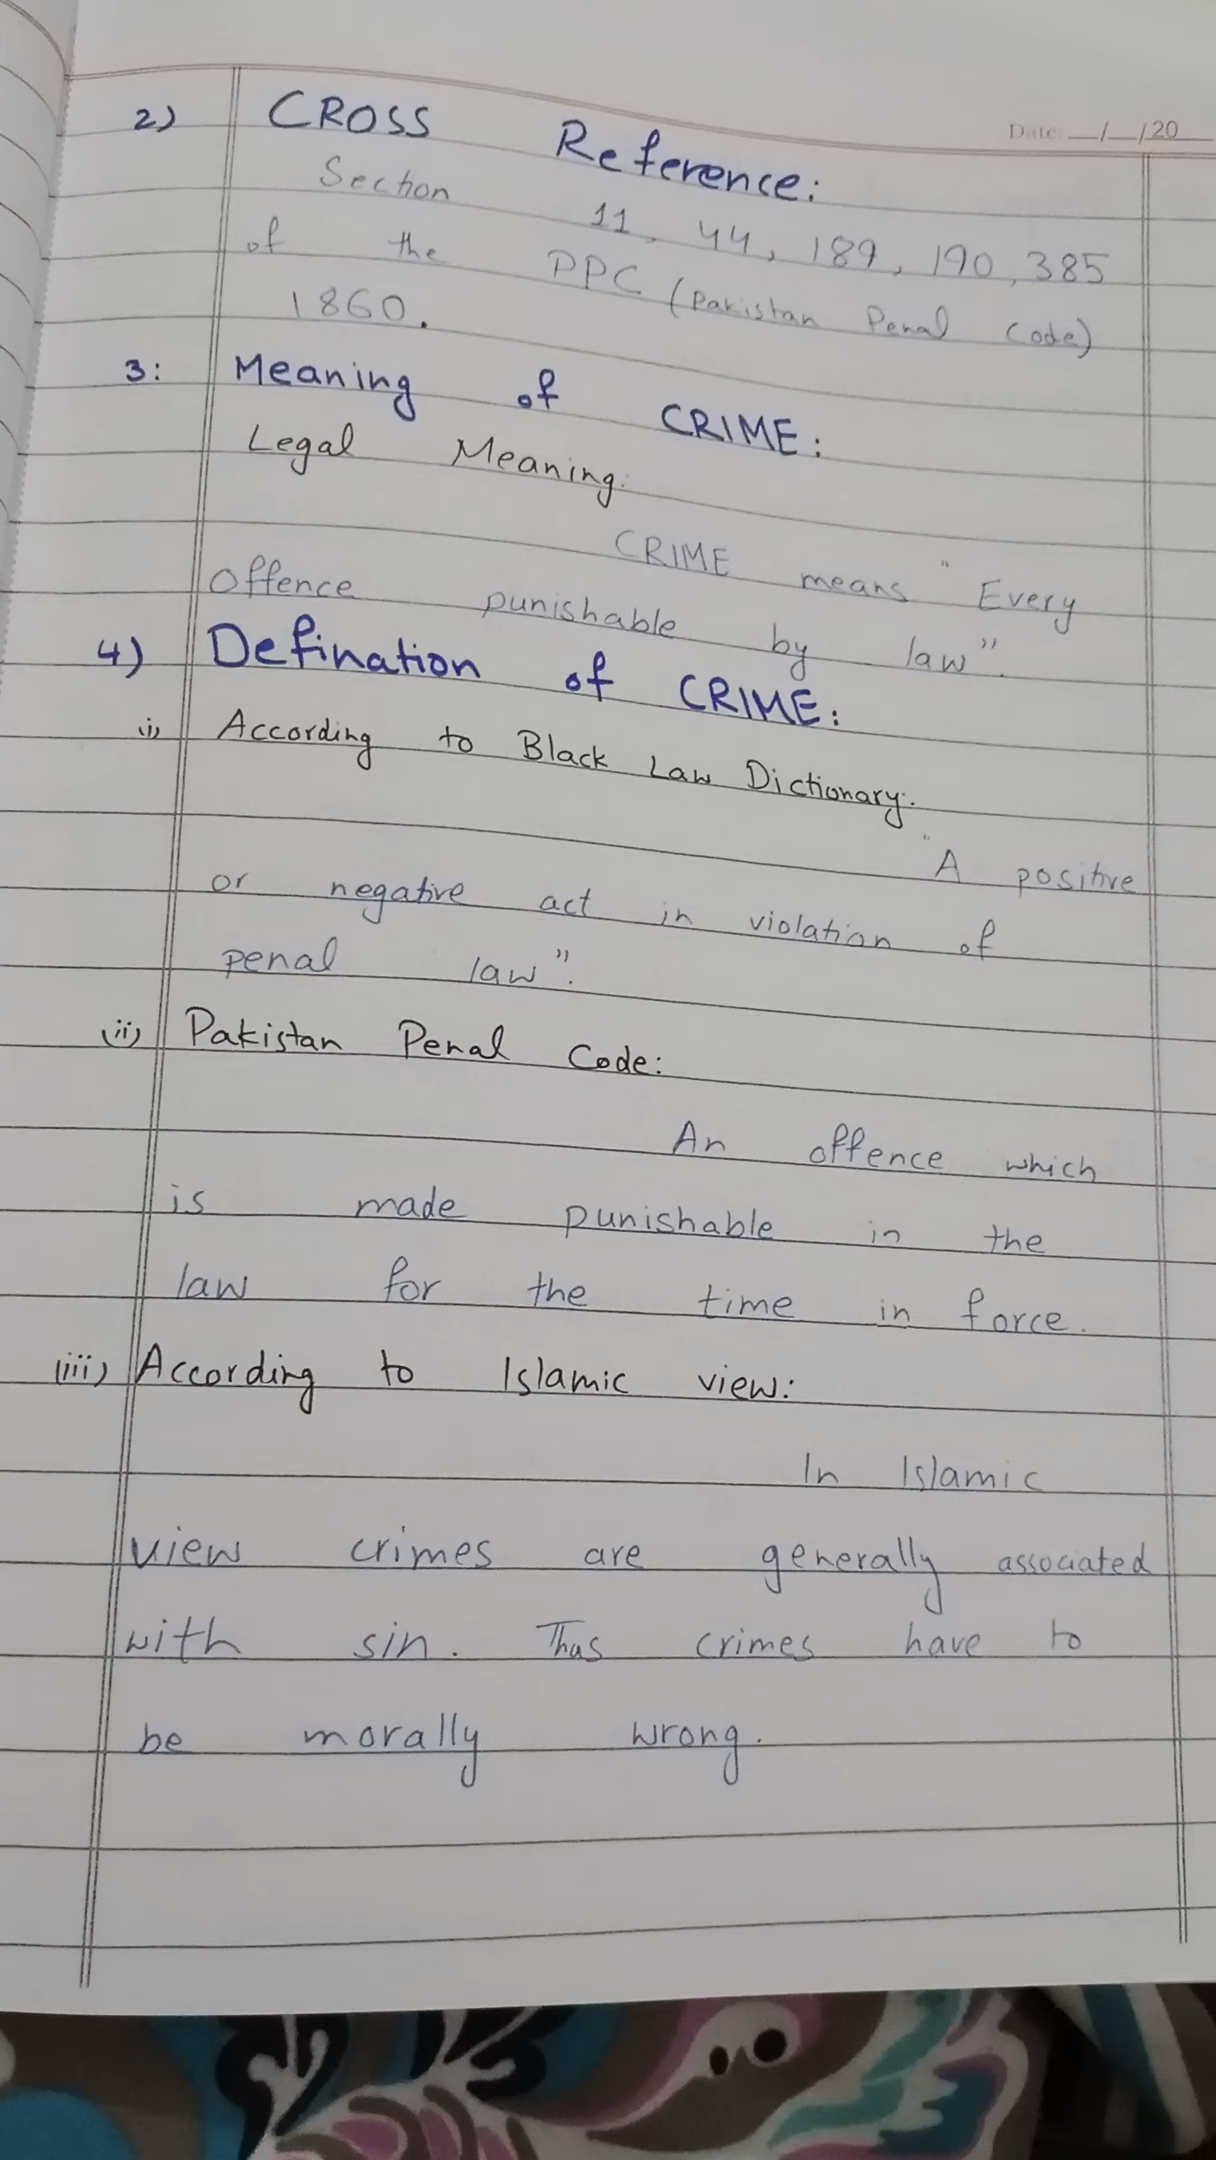 Date: __/__/20__
2) CROSS Reference:
Section 11, 44, 189, 190, 385
of the PPC (Pakistan Penal Code)
1860.
3: Meaning of CRIME:
Legal Meaning:
CRIME means "Every
offence punishable by law".
4) Defination of CRIME:
i) According to Black Law Dictionary:
"A positive
or negative act in violation of
penal law".
(ii) Pakistan Penal Code:
An offence which
is made punishable in the
law for the time in force.
(iii) According to Islamic view:
In Islamic
view crimes are generally associated
with sin. Thus crimes have to
be morally wrong.